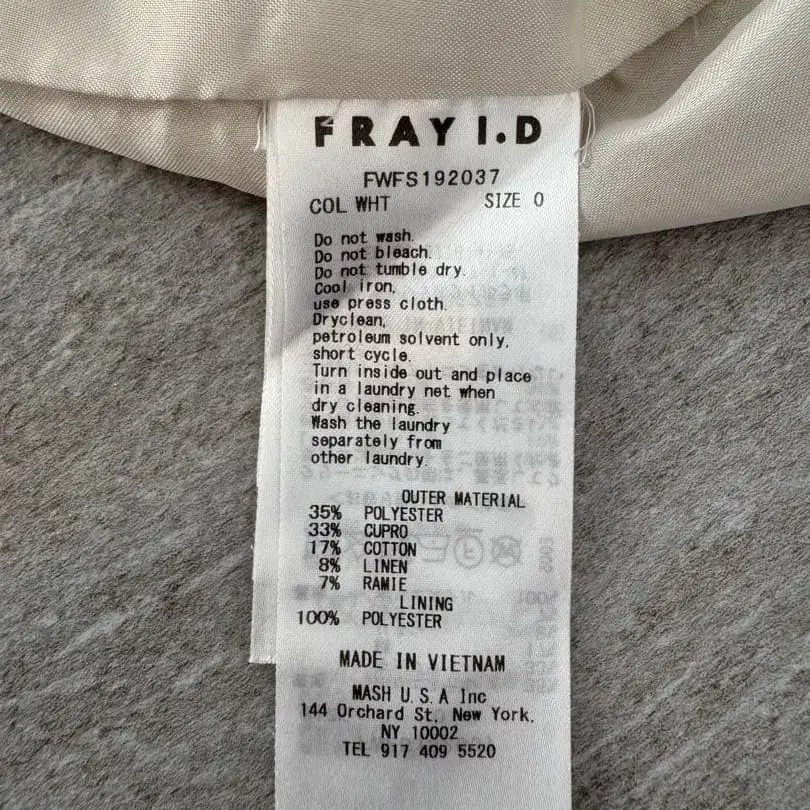 FRAY I.D
FWFS192037
COL WHT SIZE 0
Do not wash.
Do not bleach.
Do not tumble dry.
Cool iron,
use press cloth.
Dryclean,
petroleum solvent only,
short cycle.
Turn inside out and place
in a laundry net when
dry cleaning.
Wash the laundry
separately from
other laundry.
OUTER MATERIAL
35% POLYESTER
33% CUPRO
17% COTTON
8% LINEN
7% RAMIE
LINING
100% POLYESTER
MADE IN VIETNAM
MASH U.S.A Inc
144 Orchard St, New York,
NY 10002
TEL 917 409 5520